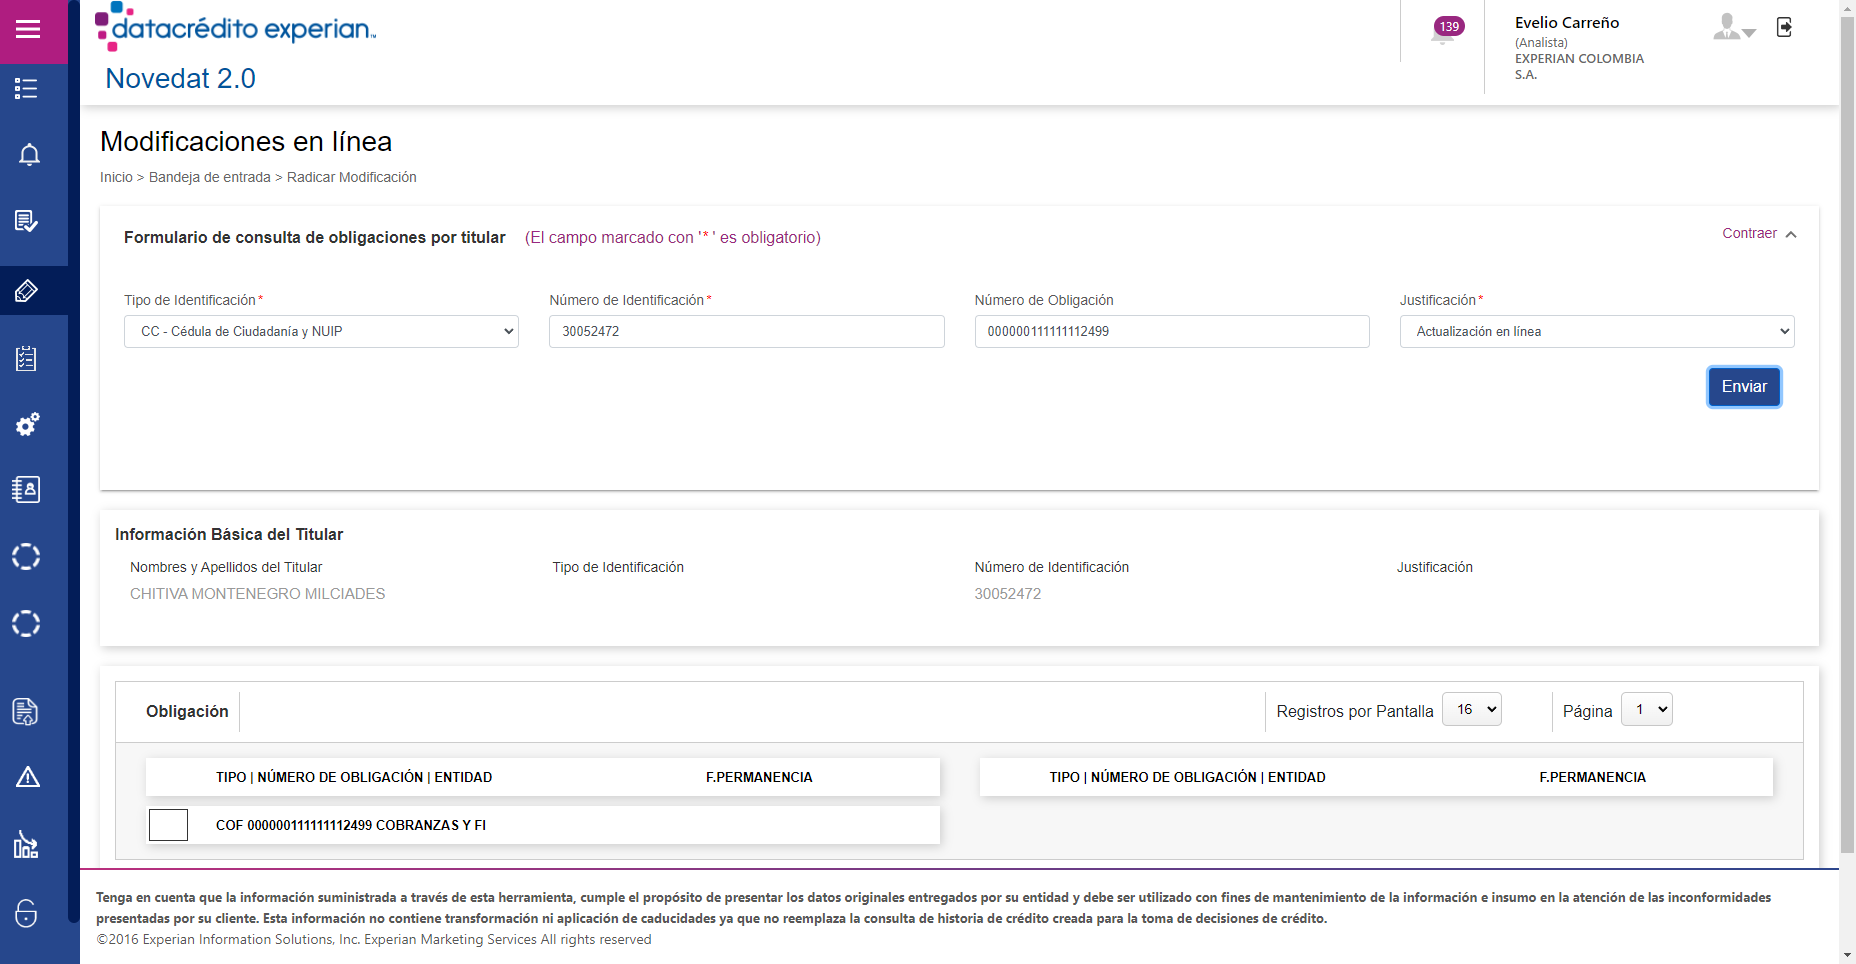 datacrédito experian™
Novedat 2.0
139
Evelio Carreño
(Analista)
EXPERIAN COLOMBIA
S.A.
Modificaciones en línea
Inicio > Bandeja de entrada > Radicar Modificación
Formulario de consulta de obligaciones por titular (El campo marcado con '*' es obligatorio)
Contraer
Tipo de Identificación* Número de Identificación* Número de Obligación Justificación*
CC - Cédula de Ciudadanía y NUIP 30052472 000000111111112499 Actualización en línea
Enviar
Información Básica del Titular
Nombres y Apellidos del Titular Tipo de Identificación Número de Identificación Justificación
CHITIVA MONTENEGRO MILCIADES 30052472
Obligación Registros por Pantalla 16 Página 1
TIPO | NÚMERO DE OBLIGACIÓN | ENTIDAD F.PERMANENCIA TIPO | NÚMERO DE OBLIGACIÓN | ENTIDAD F.PERMANENCIA
COF 000000111111112499 COBRANZAS Y FI
Tenga en cuenta que la información suministrada a través de esta herramienta, cumple el propósito de presentar los datos originales entregados por su entidad y debe ser utilizado con fines de mantenimiento de la información e insumo en la atención de las inconformidades
presentadas por su cliente. Esta información no contiene transformación ni aplicación de caducidades ya que no reemplaza la consulta de historia de crédito creada para la toma de decisiones de crédito.
©2016 Experian Information Solutions, Inc. Experian Marketing Services All rights reserved